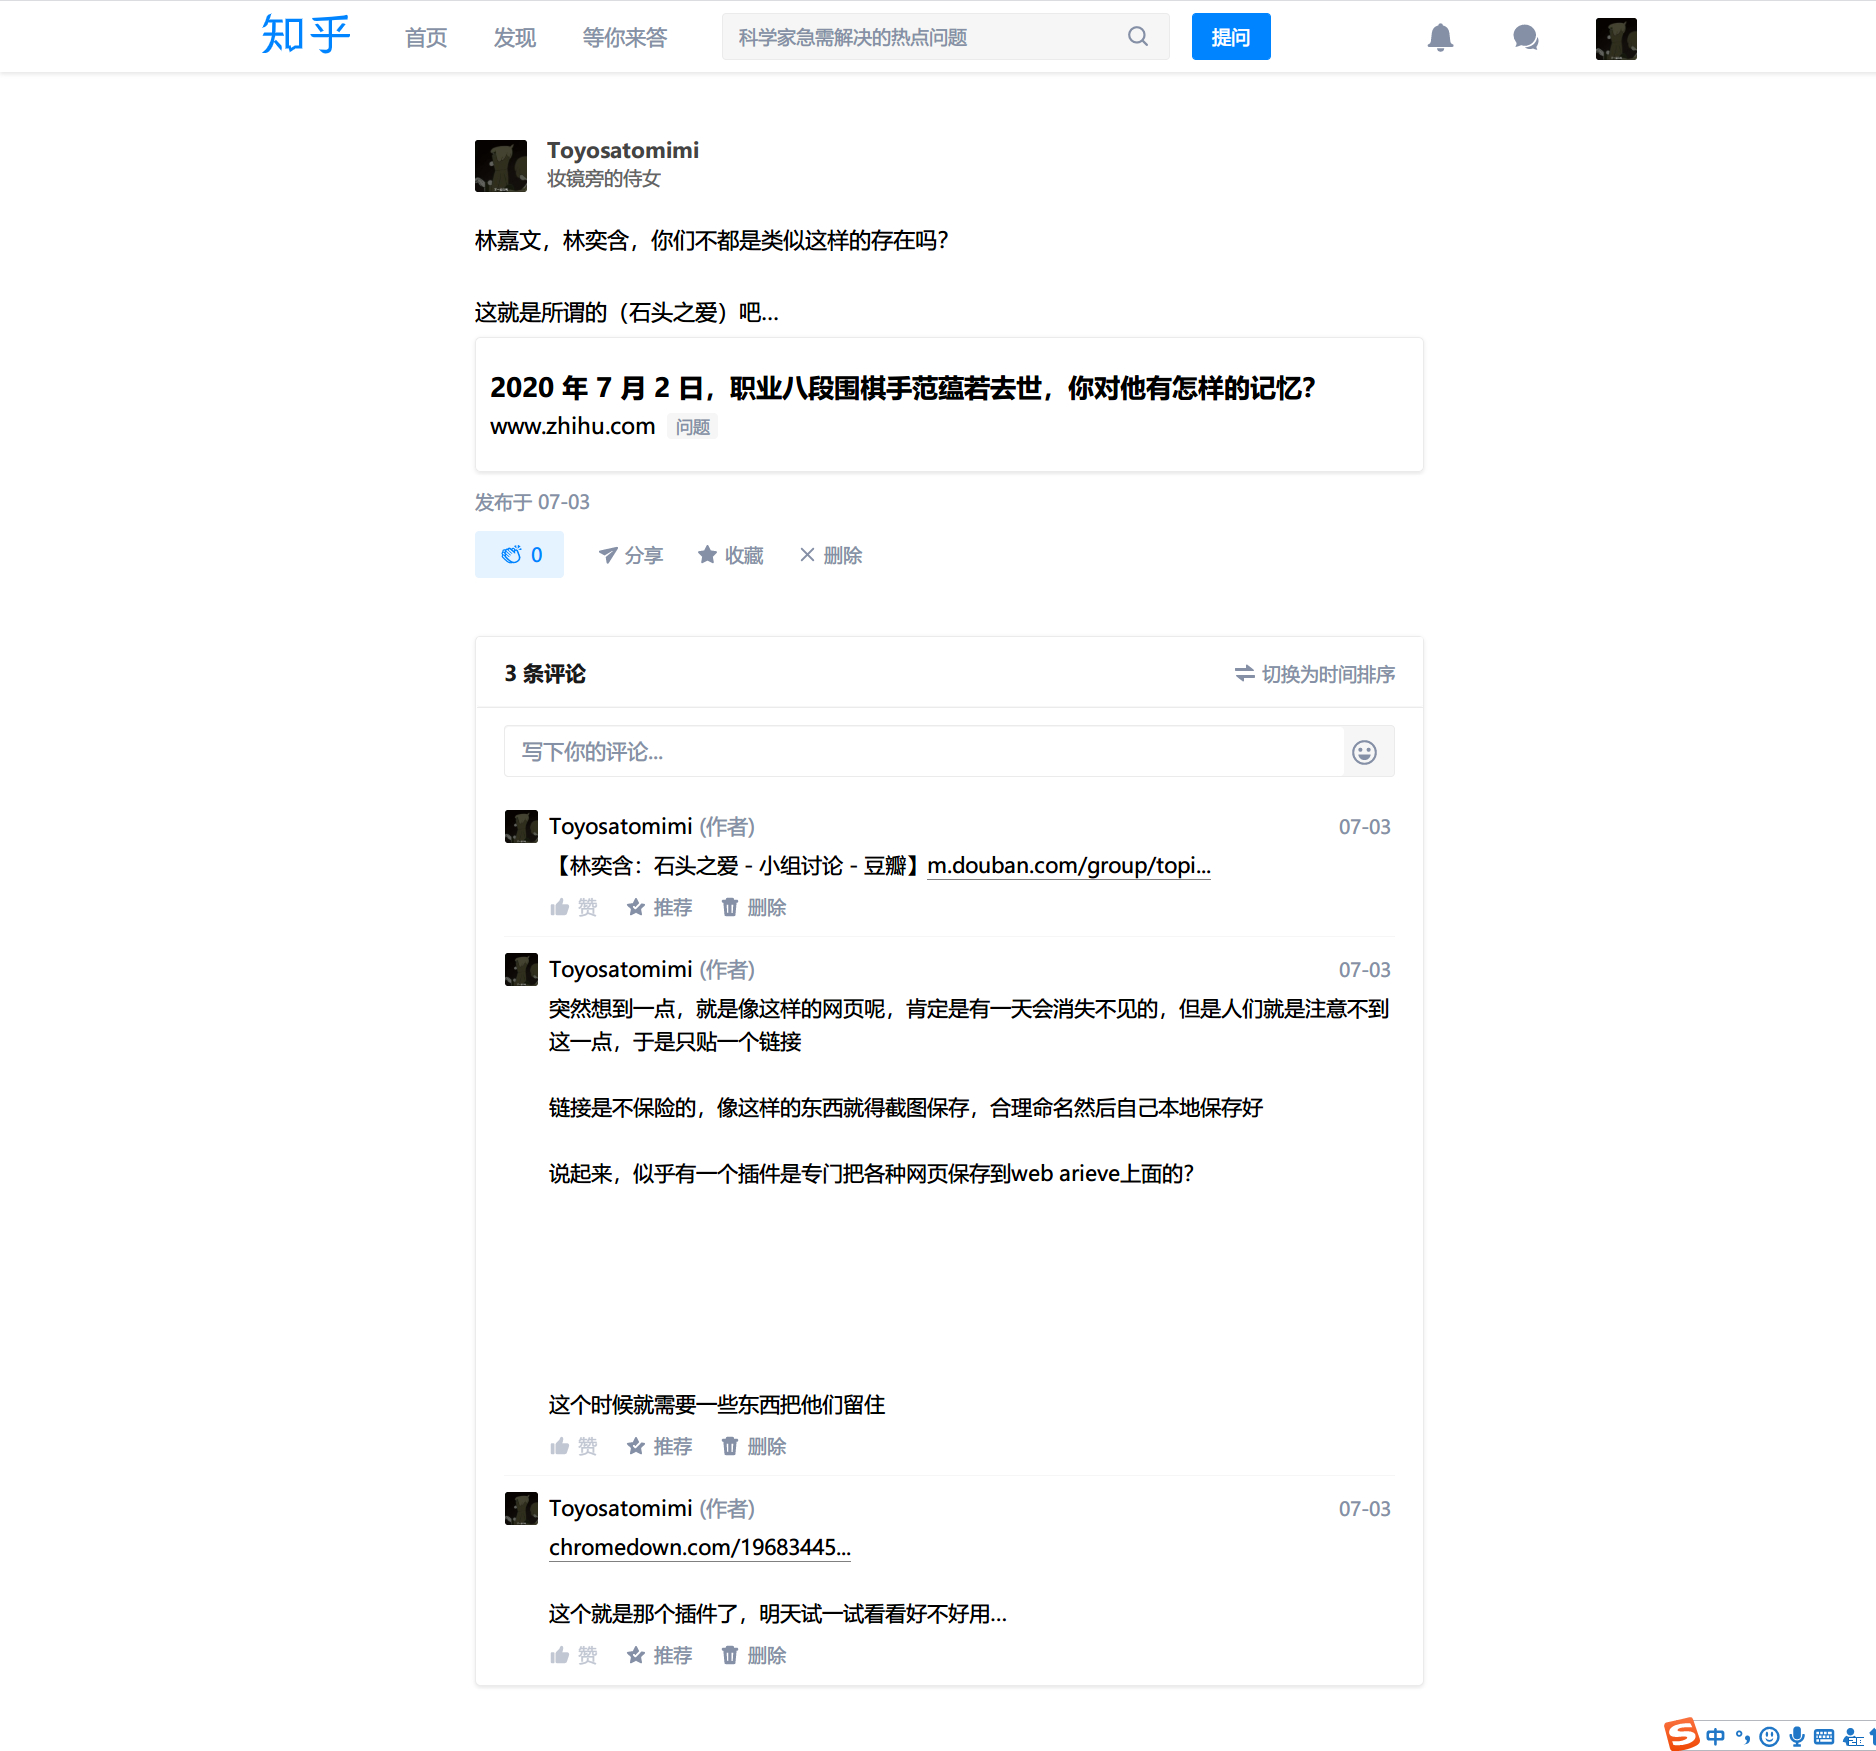 知乎 首页 发现 等你来答 科学家急需解决的热点问题 提问
Toyosatomimi
妆镜旁的侍女
林嘉文，林奕含，你们不都是类似这样的存在吗？
这就是所谓的（石头之爱）吧...
2020 年 7 月 2 日，职业八段围棋手范蕴若去世，你对他有怎样的记忆？
www.zhihu.com 问题
发布于 07-03
0 分享 收藏 删除
3 条评论 切换为时间排序
写下你的评论...
Toyosatomimi (作者) 07-03
【林奕含：石头之爱 - 小组讨论 - 豆瓣】m.douban.com/group/topi...
赞 推荐 删除
Toyosatomimi (作者) 07-03
突然想到一点，就是像这样的网页呢，肯定是有一天会消失不见的，但是人们就是注意不到
这一点，于是只贴一个链接
链接是不保险的，像这样的东西就得截图保存，合理命名然后自己本地保存好
说起来，似乎有一个插件是专门把各种网页保存到web arieve上面的？
这个时候就需要一些东西把他们留住
赞 推荐 删除
Toyosatomimi (作者) 07-03
chromedown.com/19683445...
这个就是那个插件了，明天试一试看看好不好用...
赞 推荐 删除
中